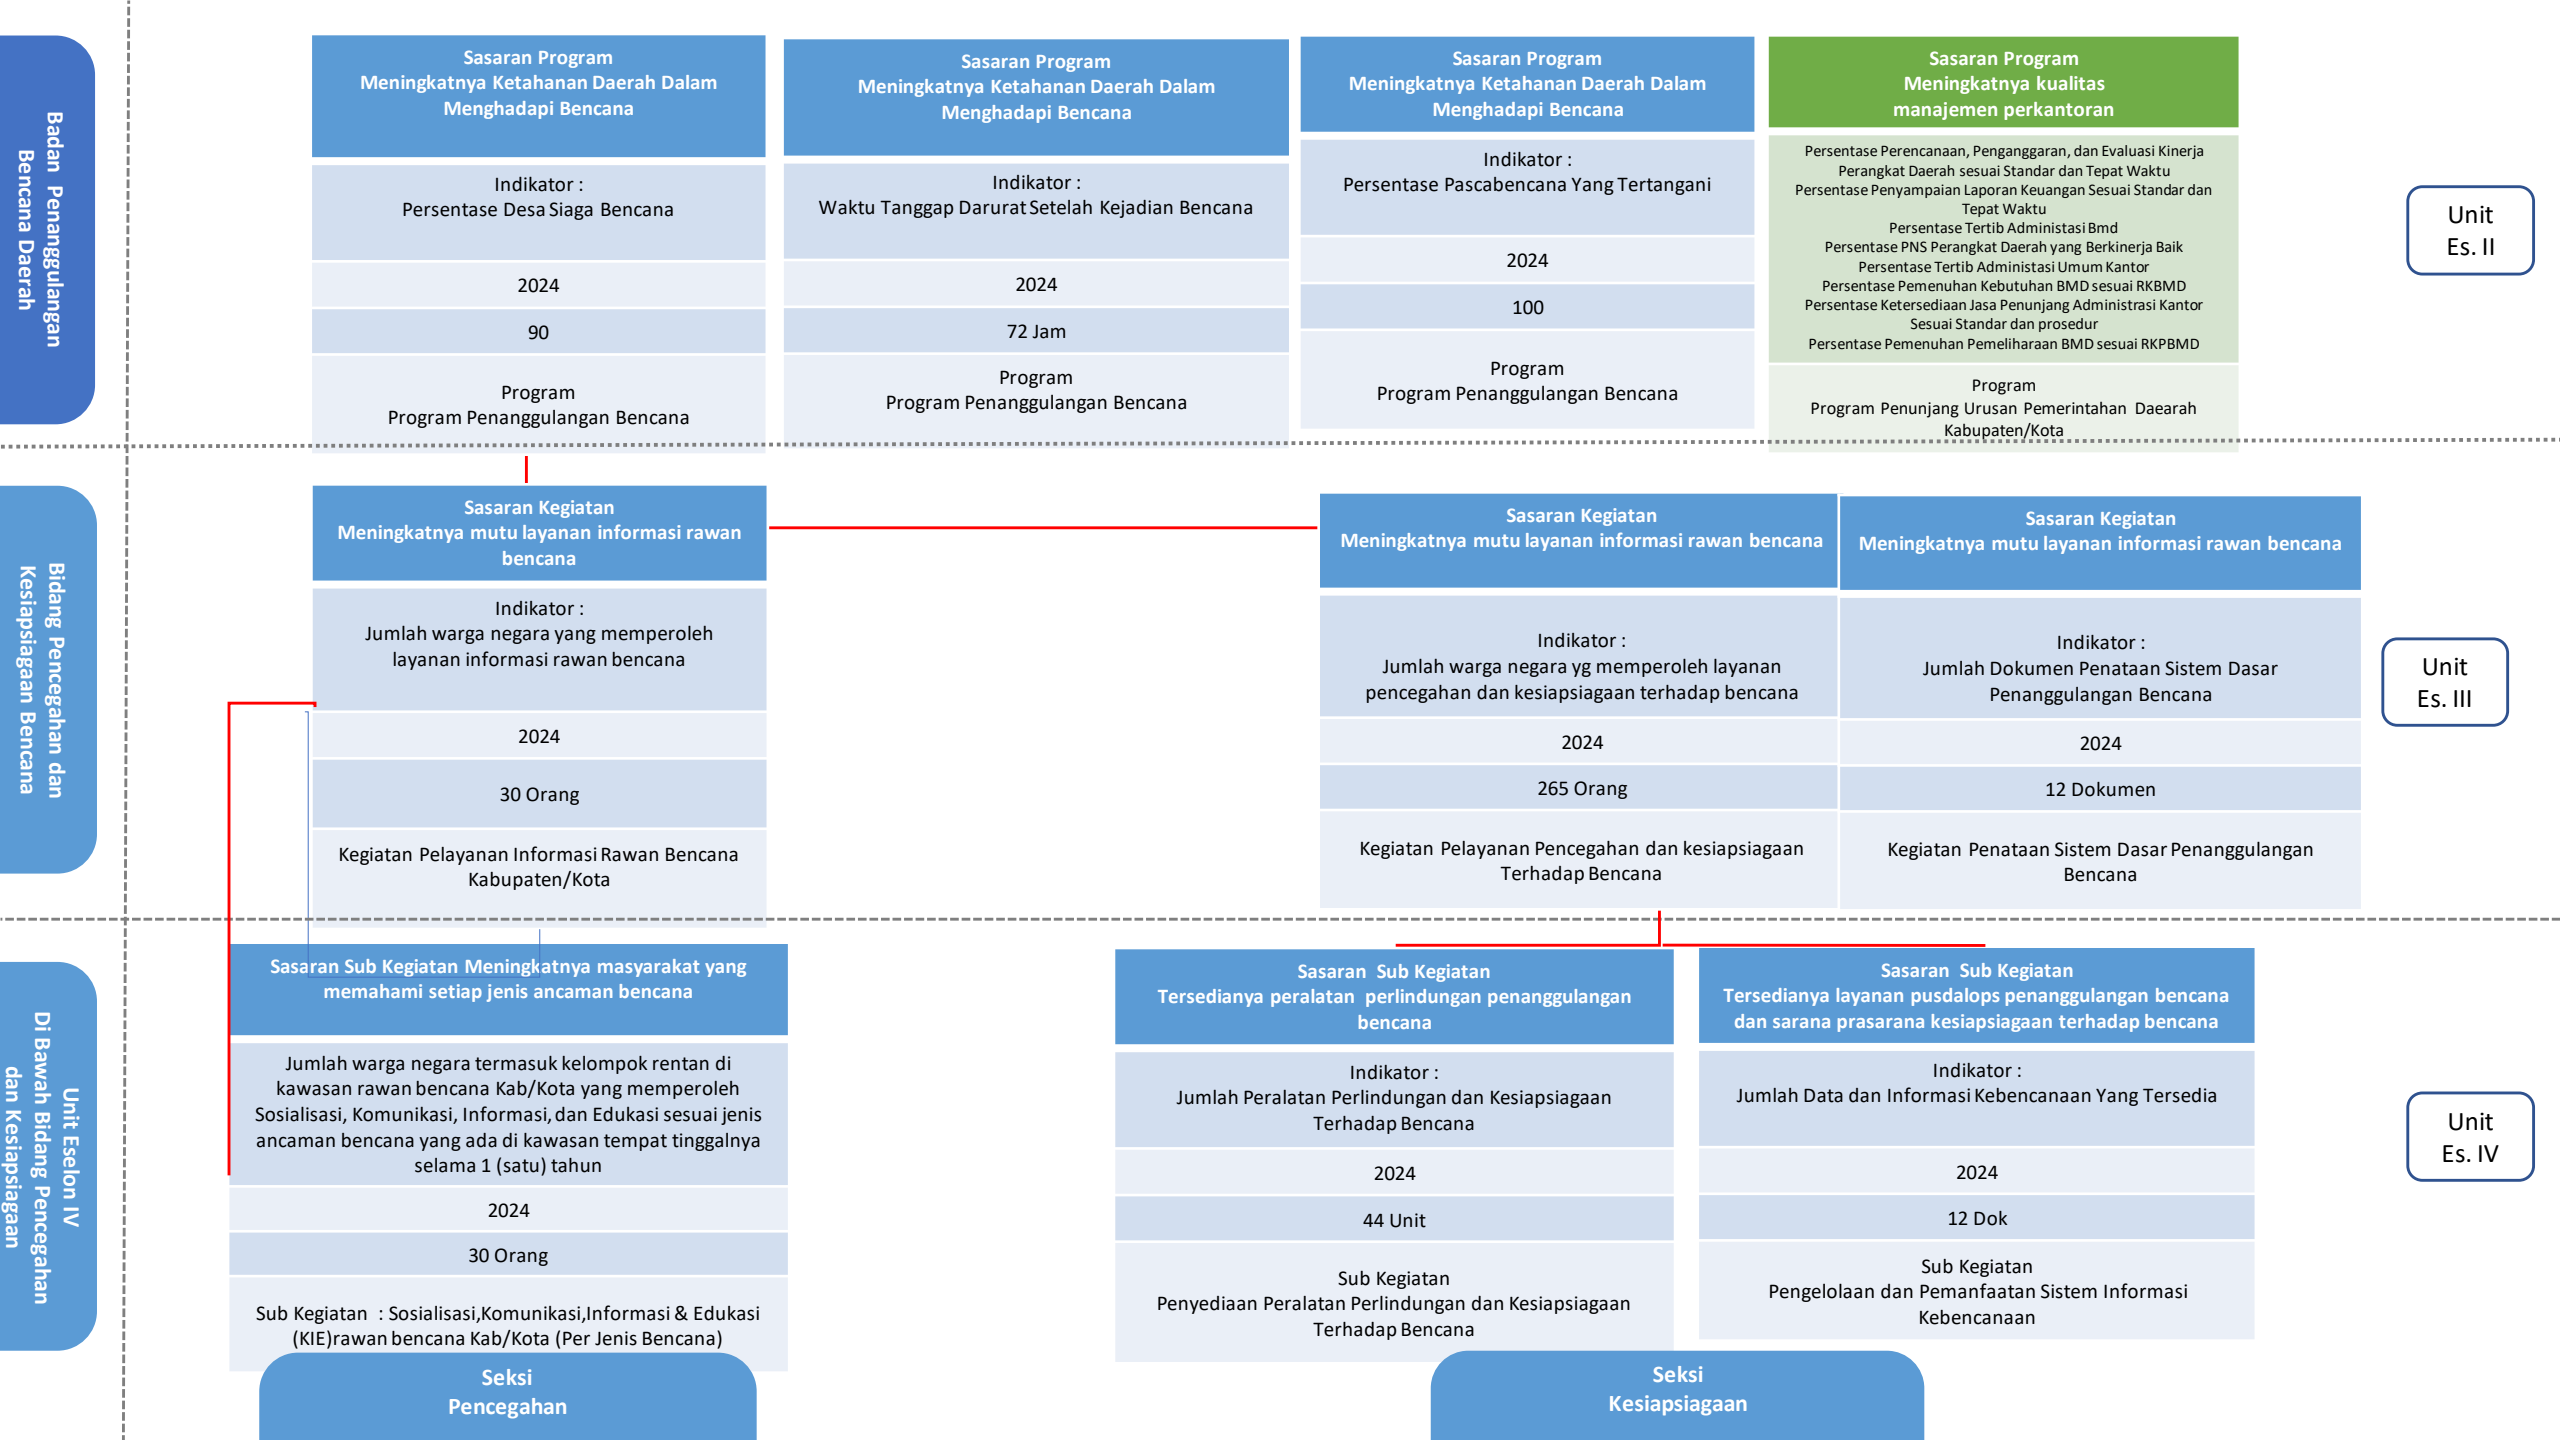 Badan Penanggulangan
Bencana Daerah
Sasaran Program
Meningkatnya Ketahanan Daerah Dalam
Menghadapi Bencana
Indikator :
Persentase Desa Siaga Bencana
2024
90
Program
Program Penanggulangan Bencana
Sasaran Program
Meningkatnya Ketahanan Daerah Dalam
Menghadapi Bencana
Indikator :
Waktu Tanggap Darurat Setelah Kejadian Bencana
2024
72 Jam
Program
Program Penanggulangan Bencana
Sasaran Program
Meningkatnya Ketahanan Daerah Dalam
Menghadapi Bencana
Indikator :
Persentase Pascabencana Yang Tertangani
2024
100
Program
Program Penanggulangan Bencana
Sasaran Program
Meningkatnya kualitas
manajemen perkantoran
Persentase Perencanaan, Penganggaran, dan Evaluasi Kinerja
Perangkat Daerah sesuai Standar dan Tepat Waktu
Persentase Penyampaian Laporan Keuangan Sesuai Standar dan
Tepat Waktu
Persentase Tertib Administasi Bmd
Persentase PNS Perangkat Daerah yang Berkinerja Baik
Persentase Tertib Administasi Umum Kantor
Persentase Pemenuhan Kebutuhan BMD sesuai RKBMD
Persentase Ketersediaan Jasa Penunjang Administrasi Kantor
Sesuai Standar dan prosedur
Persentase Pemenuhan Pemeliharaan BMD sesuai RKPBMD
Program
Program Penunjang Urusan Pemerintahan Daearah
Kabupaten/Kota
Unit
Es. II
Bidang Pencegahan dan
Kesiapsiagaan Bencana
Sasaran Kegiatan
Meningkatnya mutu layanan informasi rawan
bencana
Indikator :
Jumlah warga negara yang memperoleh
layanan informasi rawan bencana
2024
30 Orang
Kegiatan Pelayanan Informasi Rawan Bencana
Kabupaten/Kota
Sasaran Kegiatan
Meningkatnya mutu layanan informasi rawan bencana
Indikator :
Jumlah warga negara yg memperoleh layanan
pencegahan dan kesiapsiagaan terhadap bencana
2024
265 Orang
Kegiatan Pelayanan Pencegahan dan kesiapsiagaan
Terhadap Bencana
Sasaran Kegiatan
Meningkatnya mutu layanan informasi rawan bencana
Indikator :
Jumlah Dokumen Penataan Sistem Dasar
Penanggulangan Bencana
2024
12 Dokumen
Kegiatan Penataan Sistem Dasar Penanggulangan
Bencana
Unit
Es. III
Unit Eselon IV
Di Bawah Bidang Pencegahan
dan Kesiapsiagaan
Sasaran Sub Kegiatan Meningkatnya masyarakat yang
memahami setiap jenis ancaman bencana
Jumlah warga negara termasuk kelompok rentan di
kawasan rawan bencana Kab/Kota yang memperoleh
Sosialisasi, Komunikasi, Informasi, dan Edukasi sesuai jenis
ancaman bencana yang ada di kawasan tempat tinggalnya
selama 1 (satu) tahun
2024
30 Orang
Sub Kegiatan : Sosialisasi,Komunikasi,Informasi & Edukasi
(KIE)rawan bencana Kab/Kota (Per Jenis Bencana)
Seksi
Pencegahan
Sasaran Sub Kegiatan
Tersedianya peralatan perlindungan penanggulangan
bencana
Indikator :
Jumlah Peralatan Perlindungan dan Kesiapsiagaan
Terhadap Bencana
2024
44 Unit
Sub Kegiatan
Penyediaan Peralatan Perlindungan dan Kesiapsiagaan
Terhadap Bencana
Sasaran Sub Kegiatan
Tersedianya layanan pusdalops penanggulangan bencana
dan sarana prasarana kesiapsiagaan terhadap bencana
Indikator :
Jumlah Data dan Informasi Kebencanaan Yang Tersedia
2024
12 Dok
Sub Kegiatan
Pengelolaan dan Pemanfaatan Sistem Informasi
Kebencanaan
Seksi
Kesiapsiagaan
Unit
Es. IV